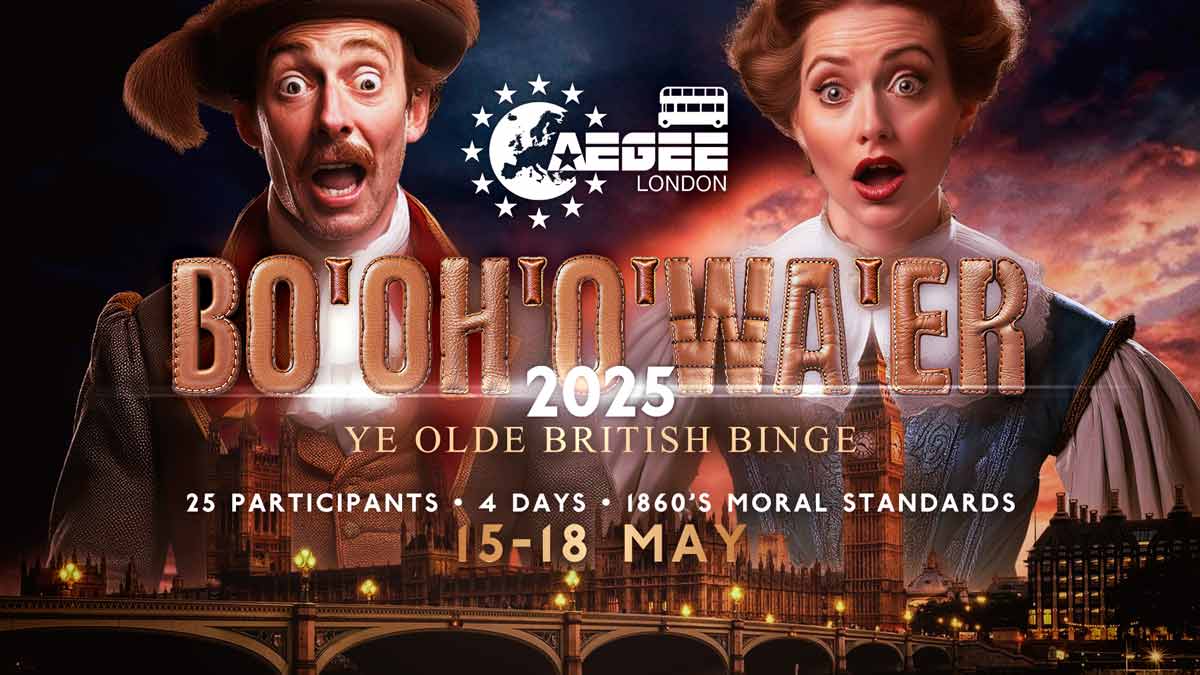 AEGEE
LONDON
BO'OH'O'WA'ER
2025
YE OLDE BRITISH BINGE
25 PARTICIPANTS • 4 DAYS • 1860'S MORAL STANDARDS
15-18 MAY